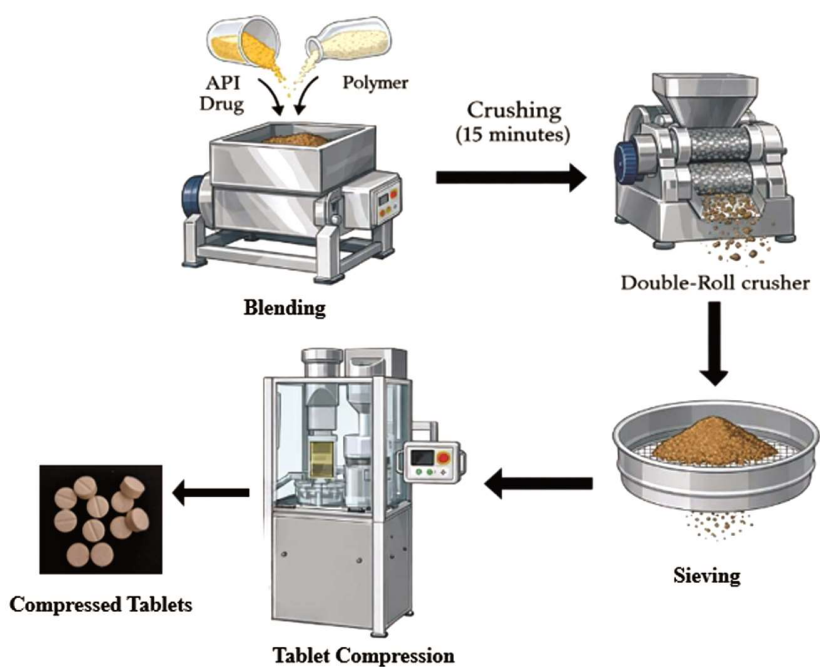 API
Drug
Polymer
Crushing
(15 minutes)
Blending
Double-Roll crusher
Sieving
Compressed Tablets
Tablet Compression